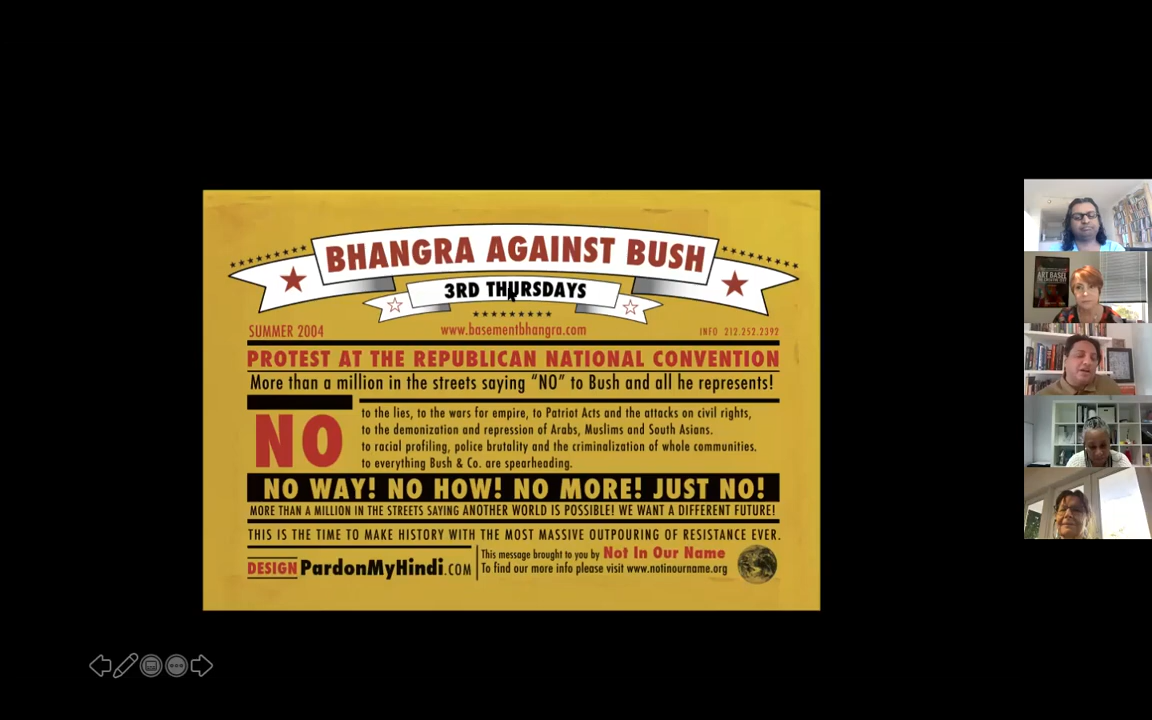 BHANGRA AGAINST BUSH
3RD THURSDAYS
SUMMER 2004
www.basementbhangra.com
INFO 212.252.2392
PROTEST AT THE REPUBLICAN NATIONAL CONVENTION
More than a million in the streets saying "NO" to Bush and all he represents!
NO
to the lies, to the wars for empire, to Patriot Acts and the attacks on civil rights,
to the demonization and repression of Arabs, Muslims and South Asians.
to racial profiling, police brutality and the criminalization of whole communities.
to everything Bush & Co. are spearheading.
NO WAY! NO HOW! NO MORE! JUST NO!
MORE THAN A MILLION IN THE STREETS SAYING ANOTHER WORLD IS POSSIBLE! WE WANT A DIFFERENT FUTURE!
THIS IS THE TIME TO MAKE HISTORY WITH THE MOST MASSIVE OUTPOURING OF RESISTANCE EVER.
DESIGN PardonMyHindi.COM
This message brought to you by Not In Our Name
To find our more info please visit www.notinourname.org
ART BASEL